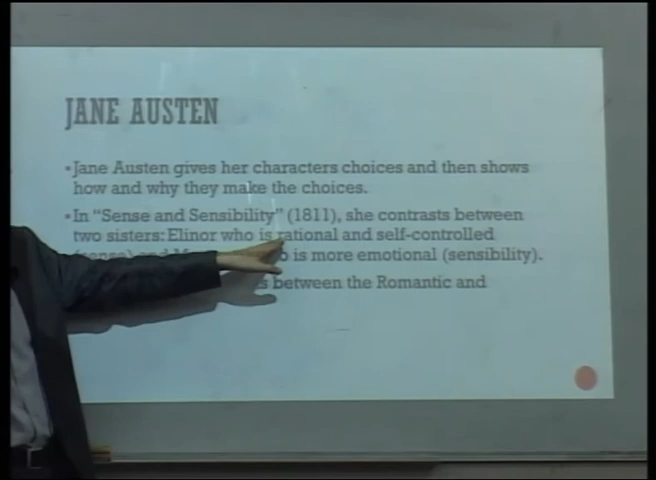 JANE AUSTEN
▪Jane Austen gives her characters choices and then shows
how and why they make the choices.
▪In “Sense and Sensibility” (1811), she contrasts between
two sisters: Elinor who is rational and self-controlled
is more emotional (sensibility).
between the Romantic and